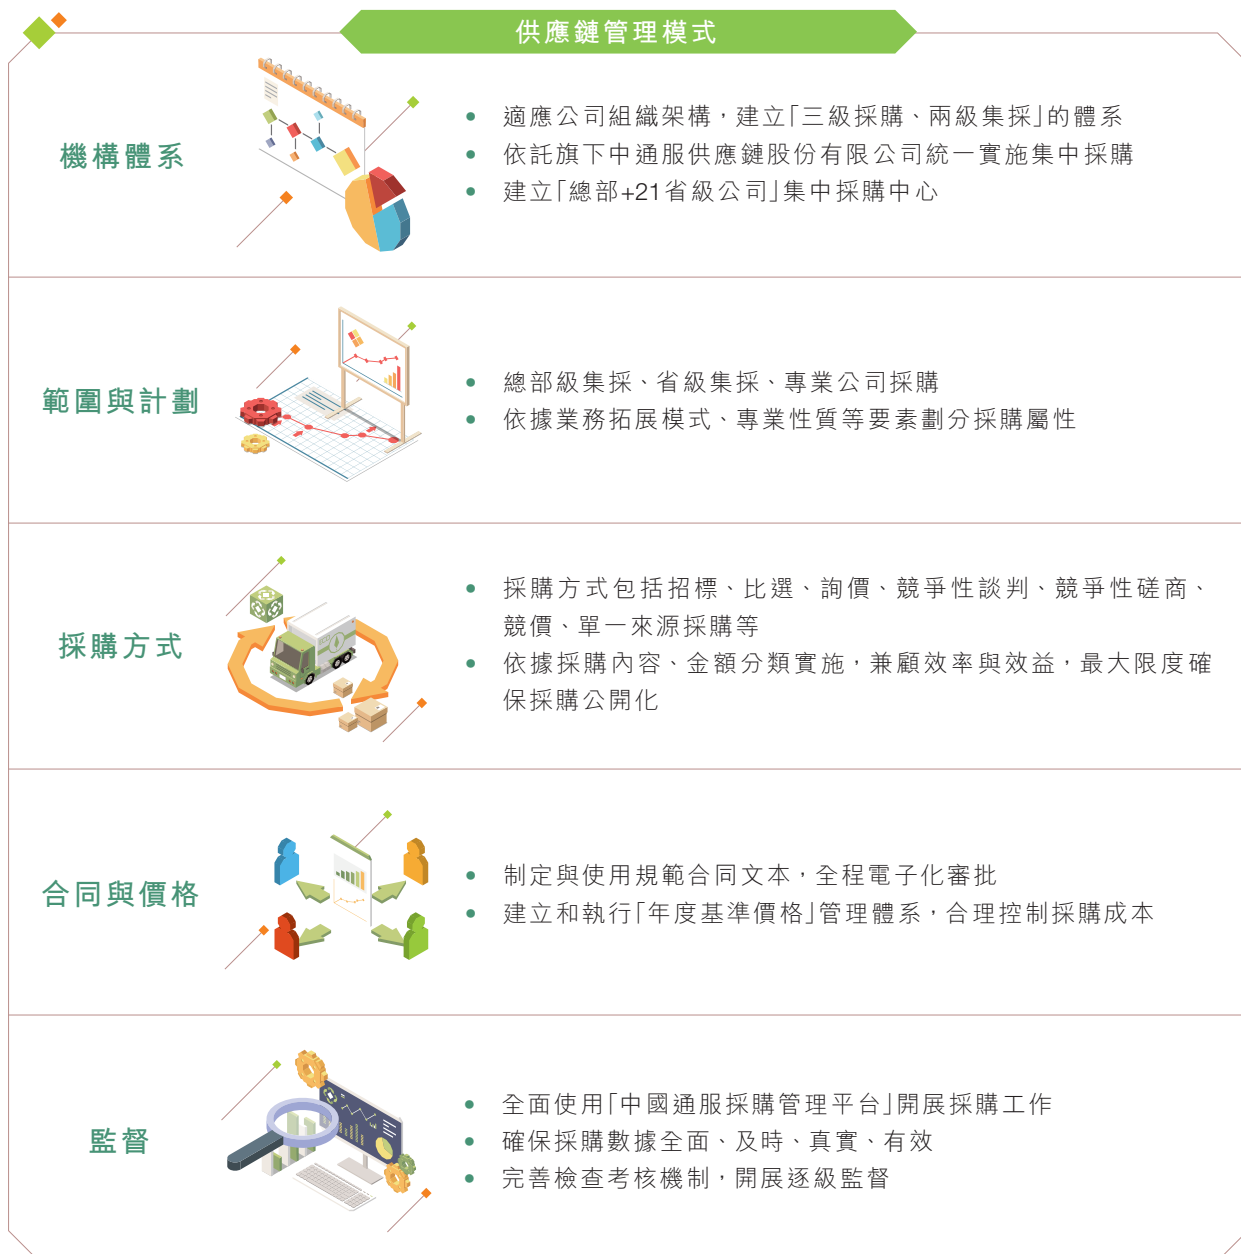 供應鏈管理模式
機構體系
• 適應公司組織架構，建立「三級採購、兩級集採」的體系
• 依託旗下中通服供應鏈股份有限公司統一實施集中採購
• 建立「總部+21省級公司」集中採購中心
範圍與計劃
• 總部級集採、省級集採、專業公司採購
• 依據業務拓展模式、專業性質等要素劃分採購屬性
採購方式
• 採購方式包括招標、比選、詢價、競爭性談判、競爭性磋商、
競價、單一來源採購等
• 依據採購內容、金額分類實施，兼顧效率與效益，最大限度確
保採購公開化
合同與價格
• 制定與使用規範合同文本，全程電子化審批
• 建立和執行「年度基準價格」管理體系，合理控制採購成本
監督
• 全面使用「中國通服採購管理平台」開展採購工作
• 確保採購數據全面、及時、真實、有效
• 完善檢查考核機制，開展逐級監督